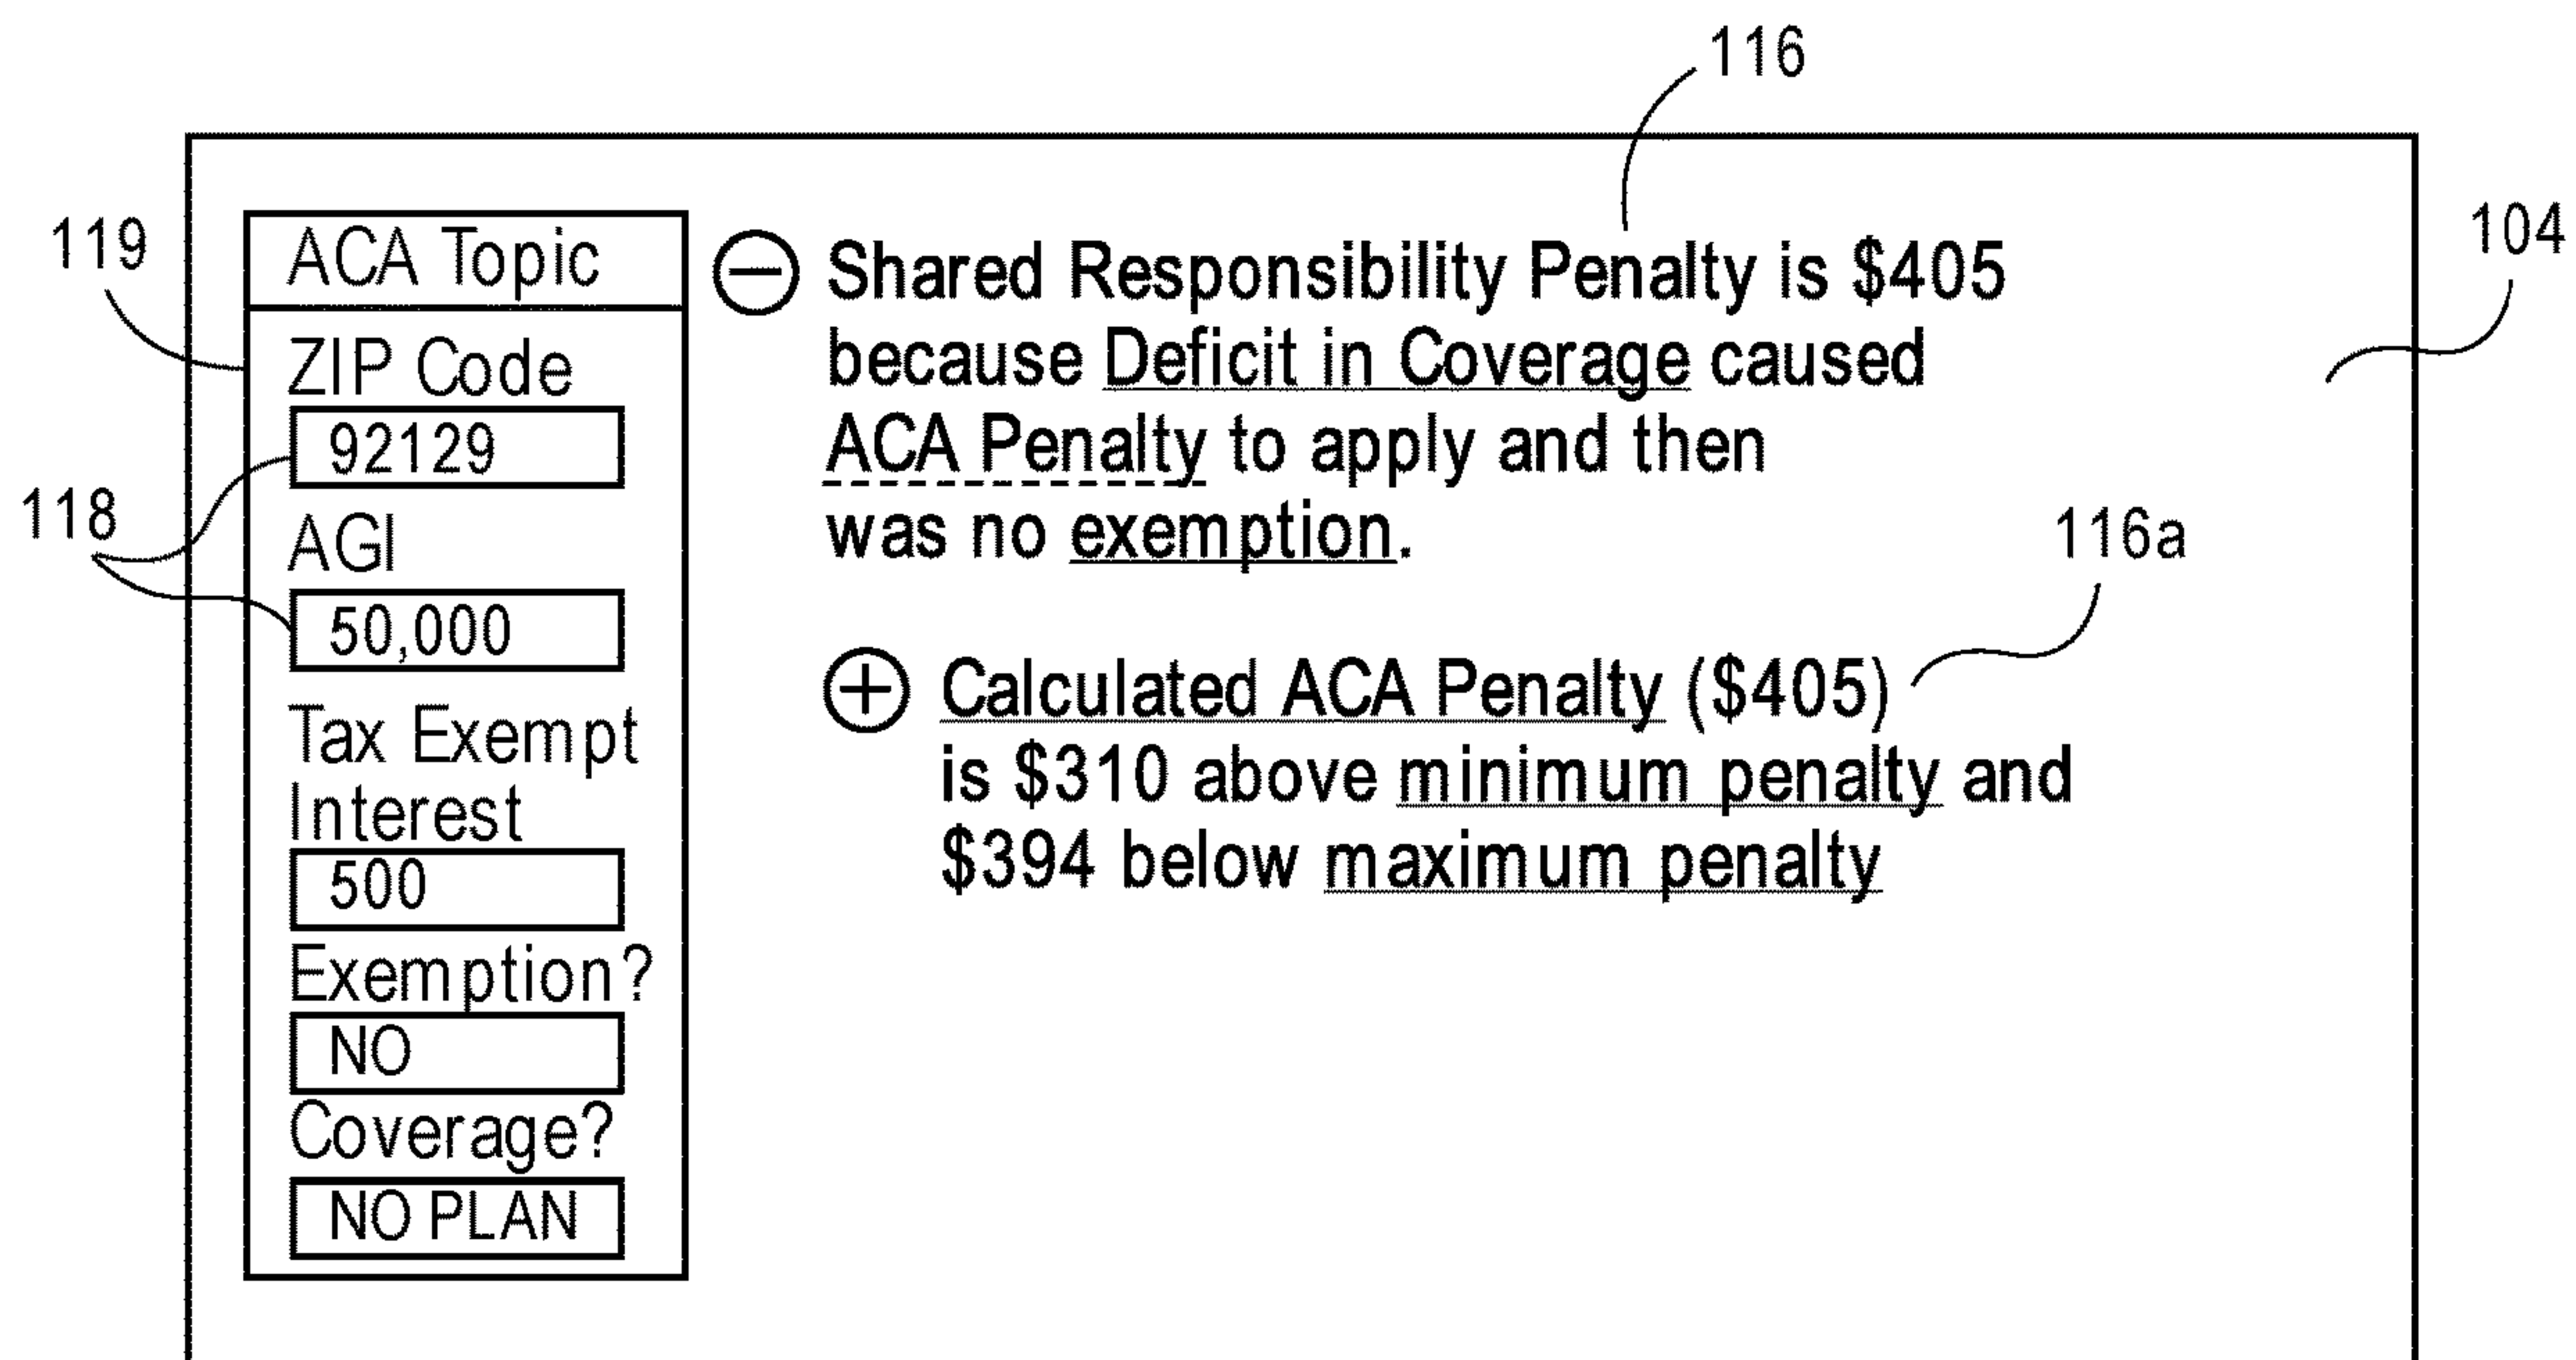 116
119
104
ACA Topic
ZIP Code
92129
118
AGI
50,000
Tax Exempt
Interest
500
Exemption?
NO
Coverage?
NO PLAN
Shared Responsibility Penalty is $405
because Deficit in Coverage caused
ACA Penalty to apply and then
was no exemption.
116a
Calculated ACA Penalty ($405)
is $310 above minimum penalty and
$394 below maximum penalty